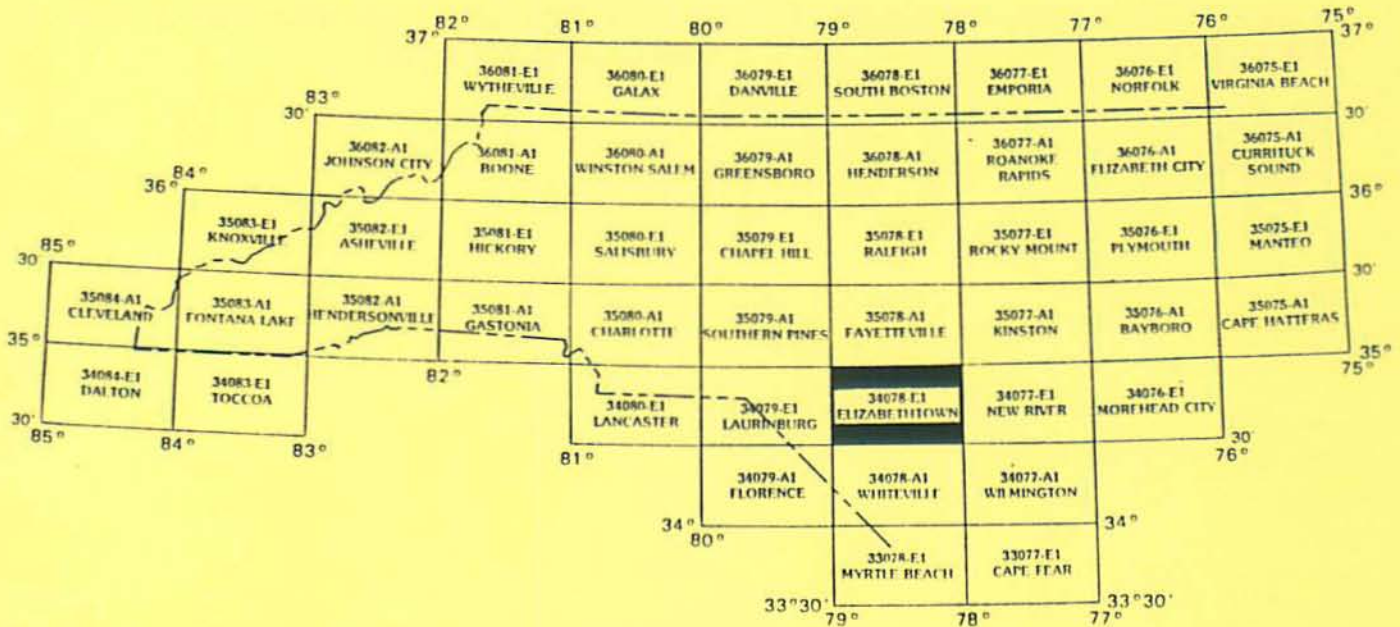 82° 81° 80° 79° 78° 77° 76° 75°
37° 37°
36081-E1 36080-E1 36079-E1 36078-E1 36077-E1 36076-E1 36075-E1
WYTHEVILLE GALAX DANVILLE SOUTH BOSTON EMPORIA NORFOLK VIRGINIA BEACH
83°
30' 30'
36082-A1 36081-A1 36080-A1 36079-A1 36078-A1 36077-A1 36076-A1 36075-A1
JOHNSON CITY BOONE WINSTON-SALEM GREENSBORO HENDERSON ROANOKE RAPIDS ELIZABETH CITY CURRITUCK SOUND
84°
36° 36°
35083-E1 35082-E1 35081-E1 35080-E1 35079-E1 35078-E1 35077-E1 35076-E1 35075-E1
KNOXVILLE ASHEVILLE HICKORY SALISBURY CHAPEL HILL RALEIGH ROCKY MOUNT PLYMOUTH MANTEO
85°
30' 30'
35084-A1 35083-A1 35082-A1 35081-A1 35080-A1 35079-A1 35078-A1 35077-A1 35076-A1 35075-A1
CLEVELAND FONTANA LAKE HENDERSONVILLE GASTONIA CHARLOTTE SOUTHERN PINES FAYETTEVILLE KINSTON BAYBORO CAPE HATTERAS
35° 35°
82° 75°
34084-E1 34083-E1 34080-E1 34079-E1 34078-E1 34077-E1 34076-E1
DALTON TOCCOA LANCASTER LAURINBURG ELIZABETHTOWN NEW RIVER MOREHEAD CITY
30' 30'
85° 84° 83° 81° 76°
34079-A1 34078-A1 34077-A1
FLORENCE WHITEVILLE WILMINGTON
34° 34°
80°
33078-E1 33077-E1
MYRTLE BEACH CAPE FEAR
33°30' 33°30'
79° 78° 77°